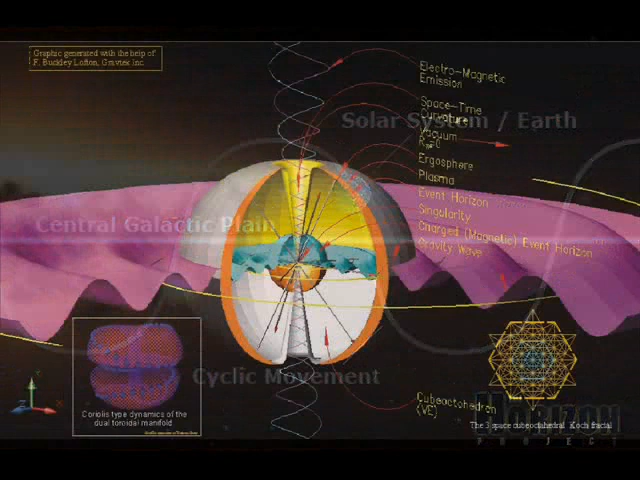 Graphic generated with the help of
F. Buckley Lofton, Gravtek Inc.
Electro-Magnetic
Emission
Space-Time
Curvature
Solar System / Earth
Vacuum
Ergosphere
Plasma
Event Horizon
Singularity
Charged (Magnetic) Event Horizon
Gravity Wave
Central Galactic Plain
Cyclic Movement
Cuboctohedron
(VE)
Coriolis type dynamics of the
dual toroidal manifold
The 3 space cubeoctahedral Koch fractal
HORIZON
PROJECT